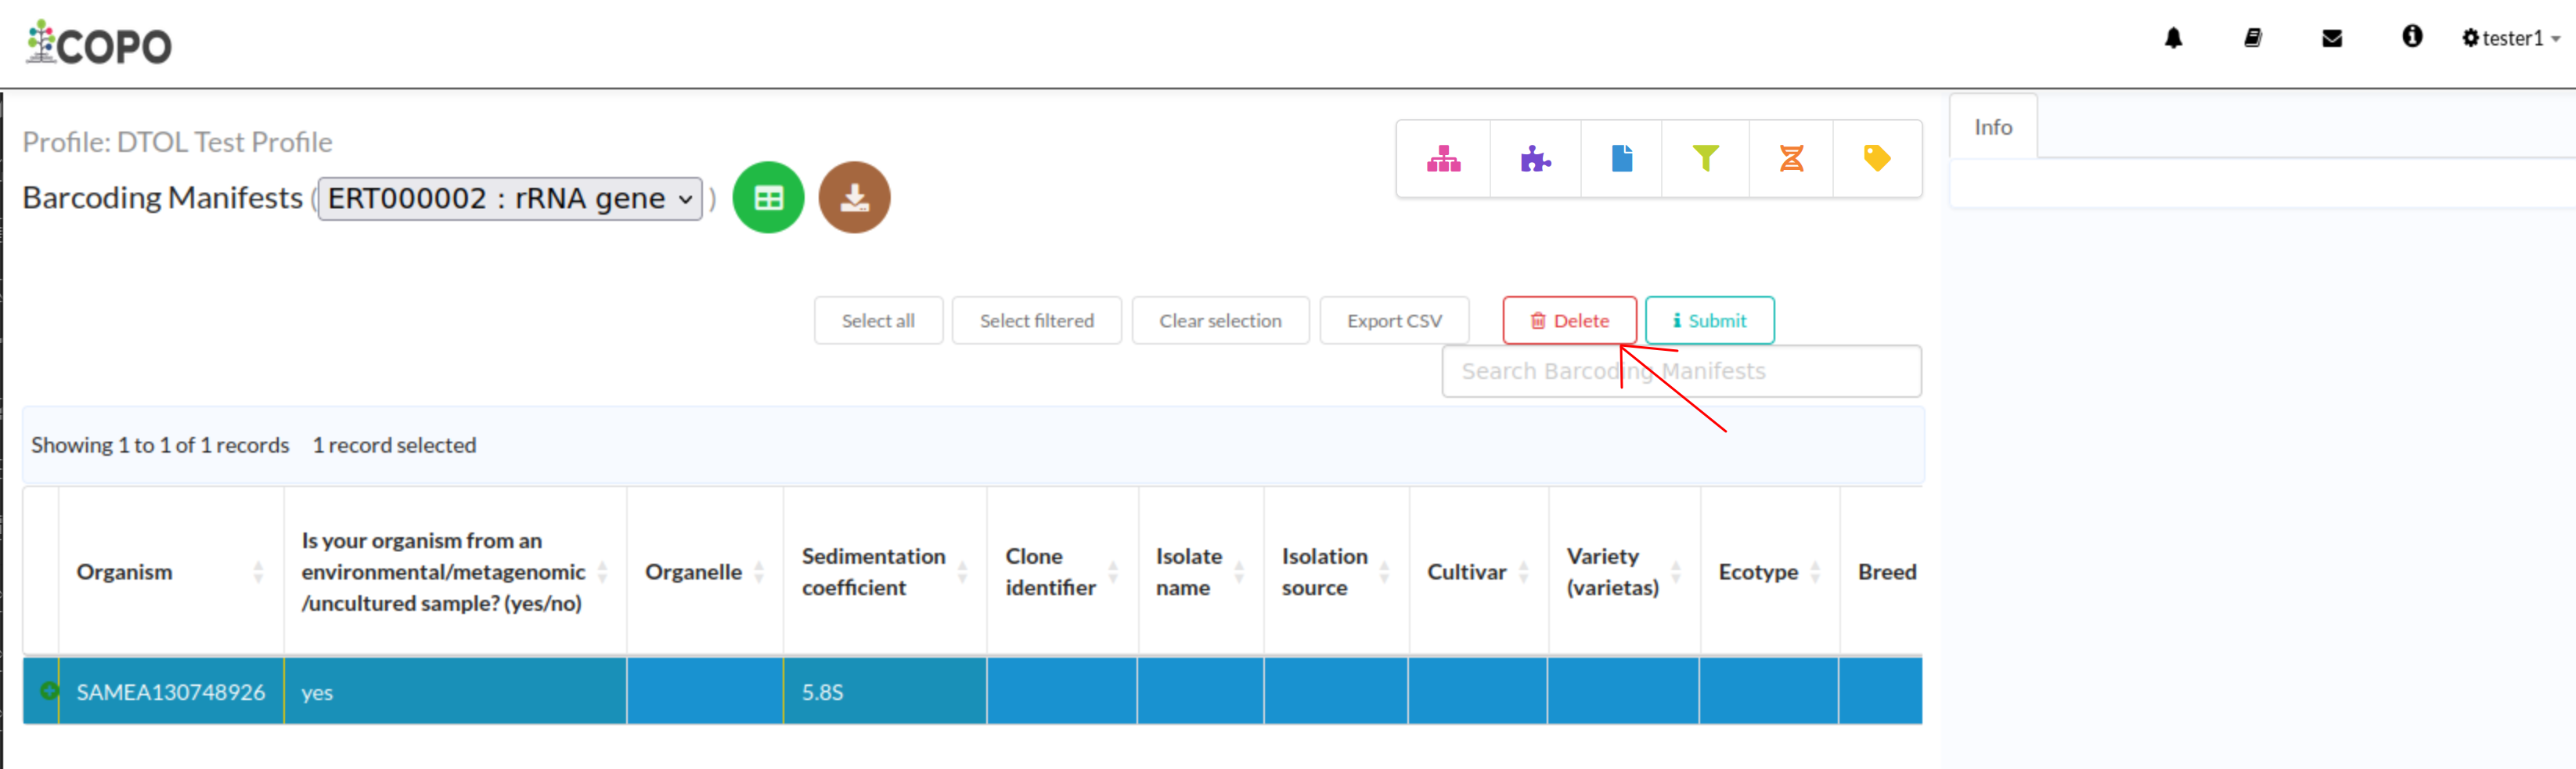 COPO
tester1
Profile: DTOL Test Profile
Barcoding Manifests ( ERT000002 : rRNA gene )
Info
Select all
Select filtered
Clear selection
Export CSV
Delete
Submit
Search Barcoding Manifests
Showing 1 to 1 of 1 records 1 record selected
Organism
Is your organism from an
environmental/metagenomic
/uncultured sample? (yes/no)
Organelle
Sedimentation
coefficient
Clone
identifier
Isolate
name
Isolation
source
Cultivar
Variety
(varietas)
Ecotype
Breed
SAMEA130748926
yes
5.8S